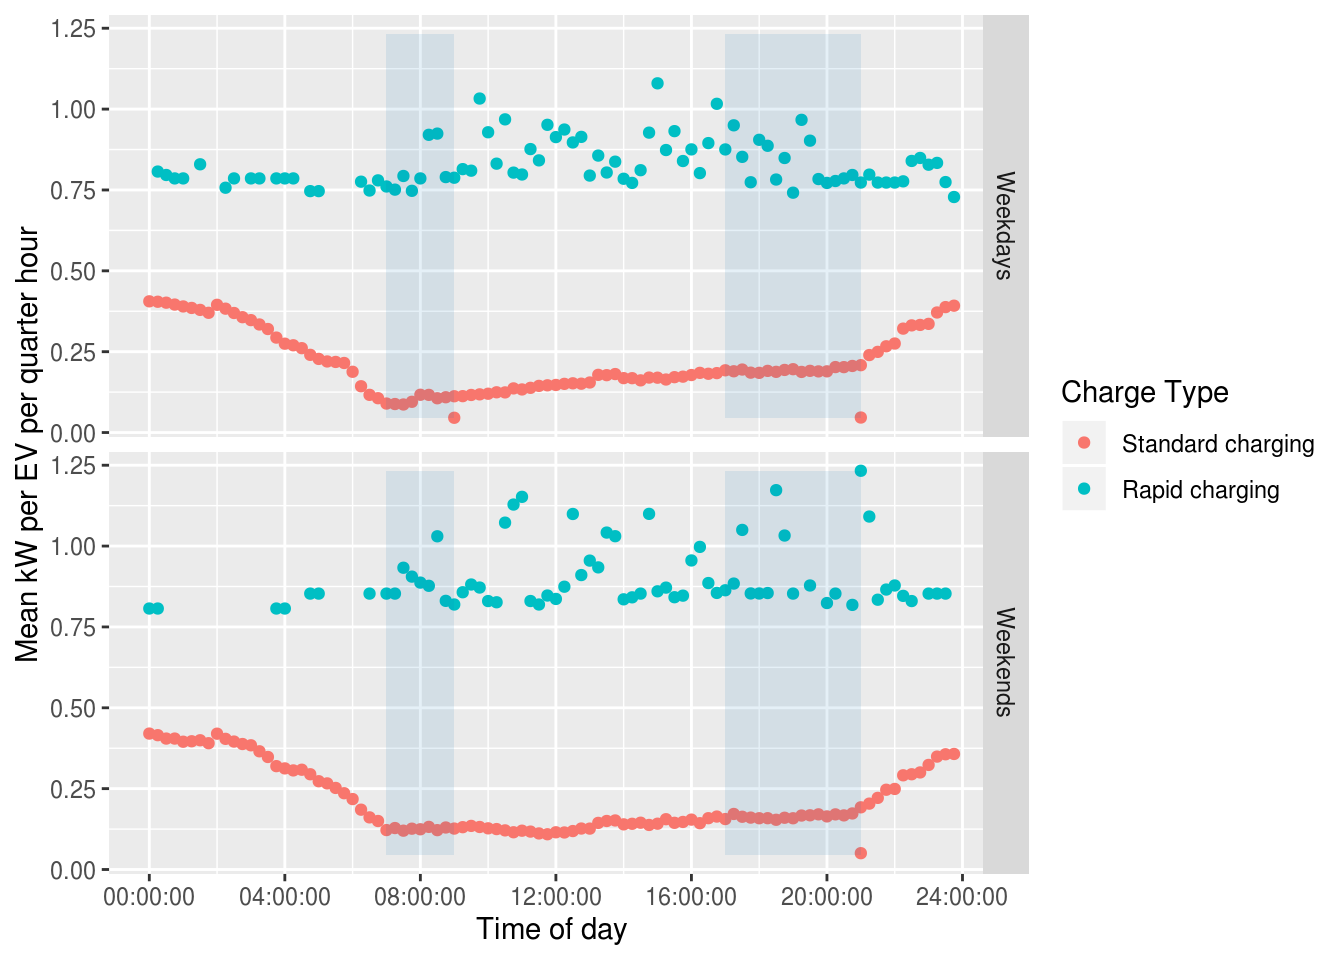 Mean kW per EV per quarter hour
1.25
1.00
0.75
0.50
0.25
0.00
Weekdays
1.25
1.00
0.75
0.50
0.25
0.00
Weekends
00:00:00 04:00:00 08:00:00 12:00:00 16:00:00 20:00:00 24:00:00
Time of day
Charge Type
Standard charging
Rapid charging